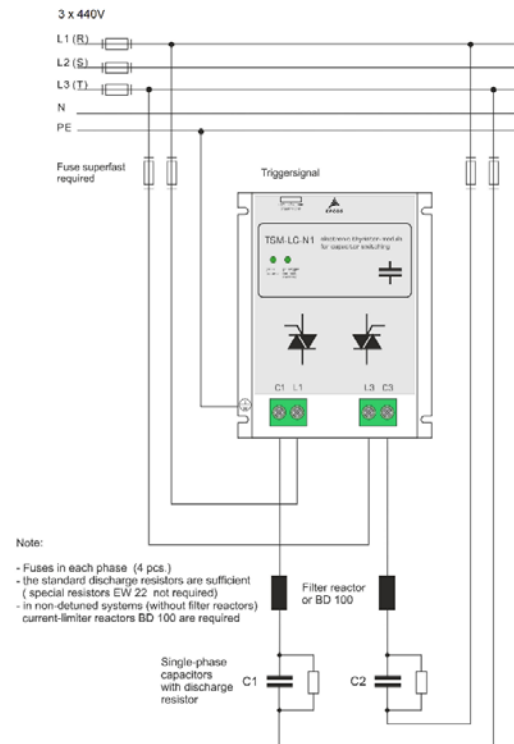 3 x 440V
L1 (R)
L2 (S)
L3 (T)
N
PE
Fuse superfast
required
Triggersignal
EPCOS
TSM-LC-N1
electronic thyristor module
for capacitor switching
C1 L1
L3 C3
Note:
- Fuses in each phase (4 pcs.)
- the standard discharge resistors are sufficient
( special resistors EW 22 not required)
- in non-detuned systems (without filter reactors)
current-limiter reactors BD 100 are required
Filter reactor
or BD 100
Single-phase
capacitors
with discharge
resistor
C1
C2